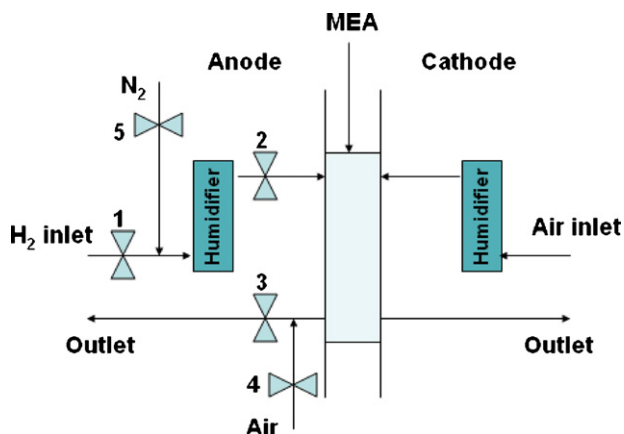 MEA
Anode
Cathode
N₂
5
2
Humidifier
Humidifier
1
H₂ inlet
Air inlet
3
Outlet
Outlet
4
Air